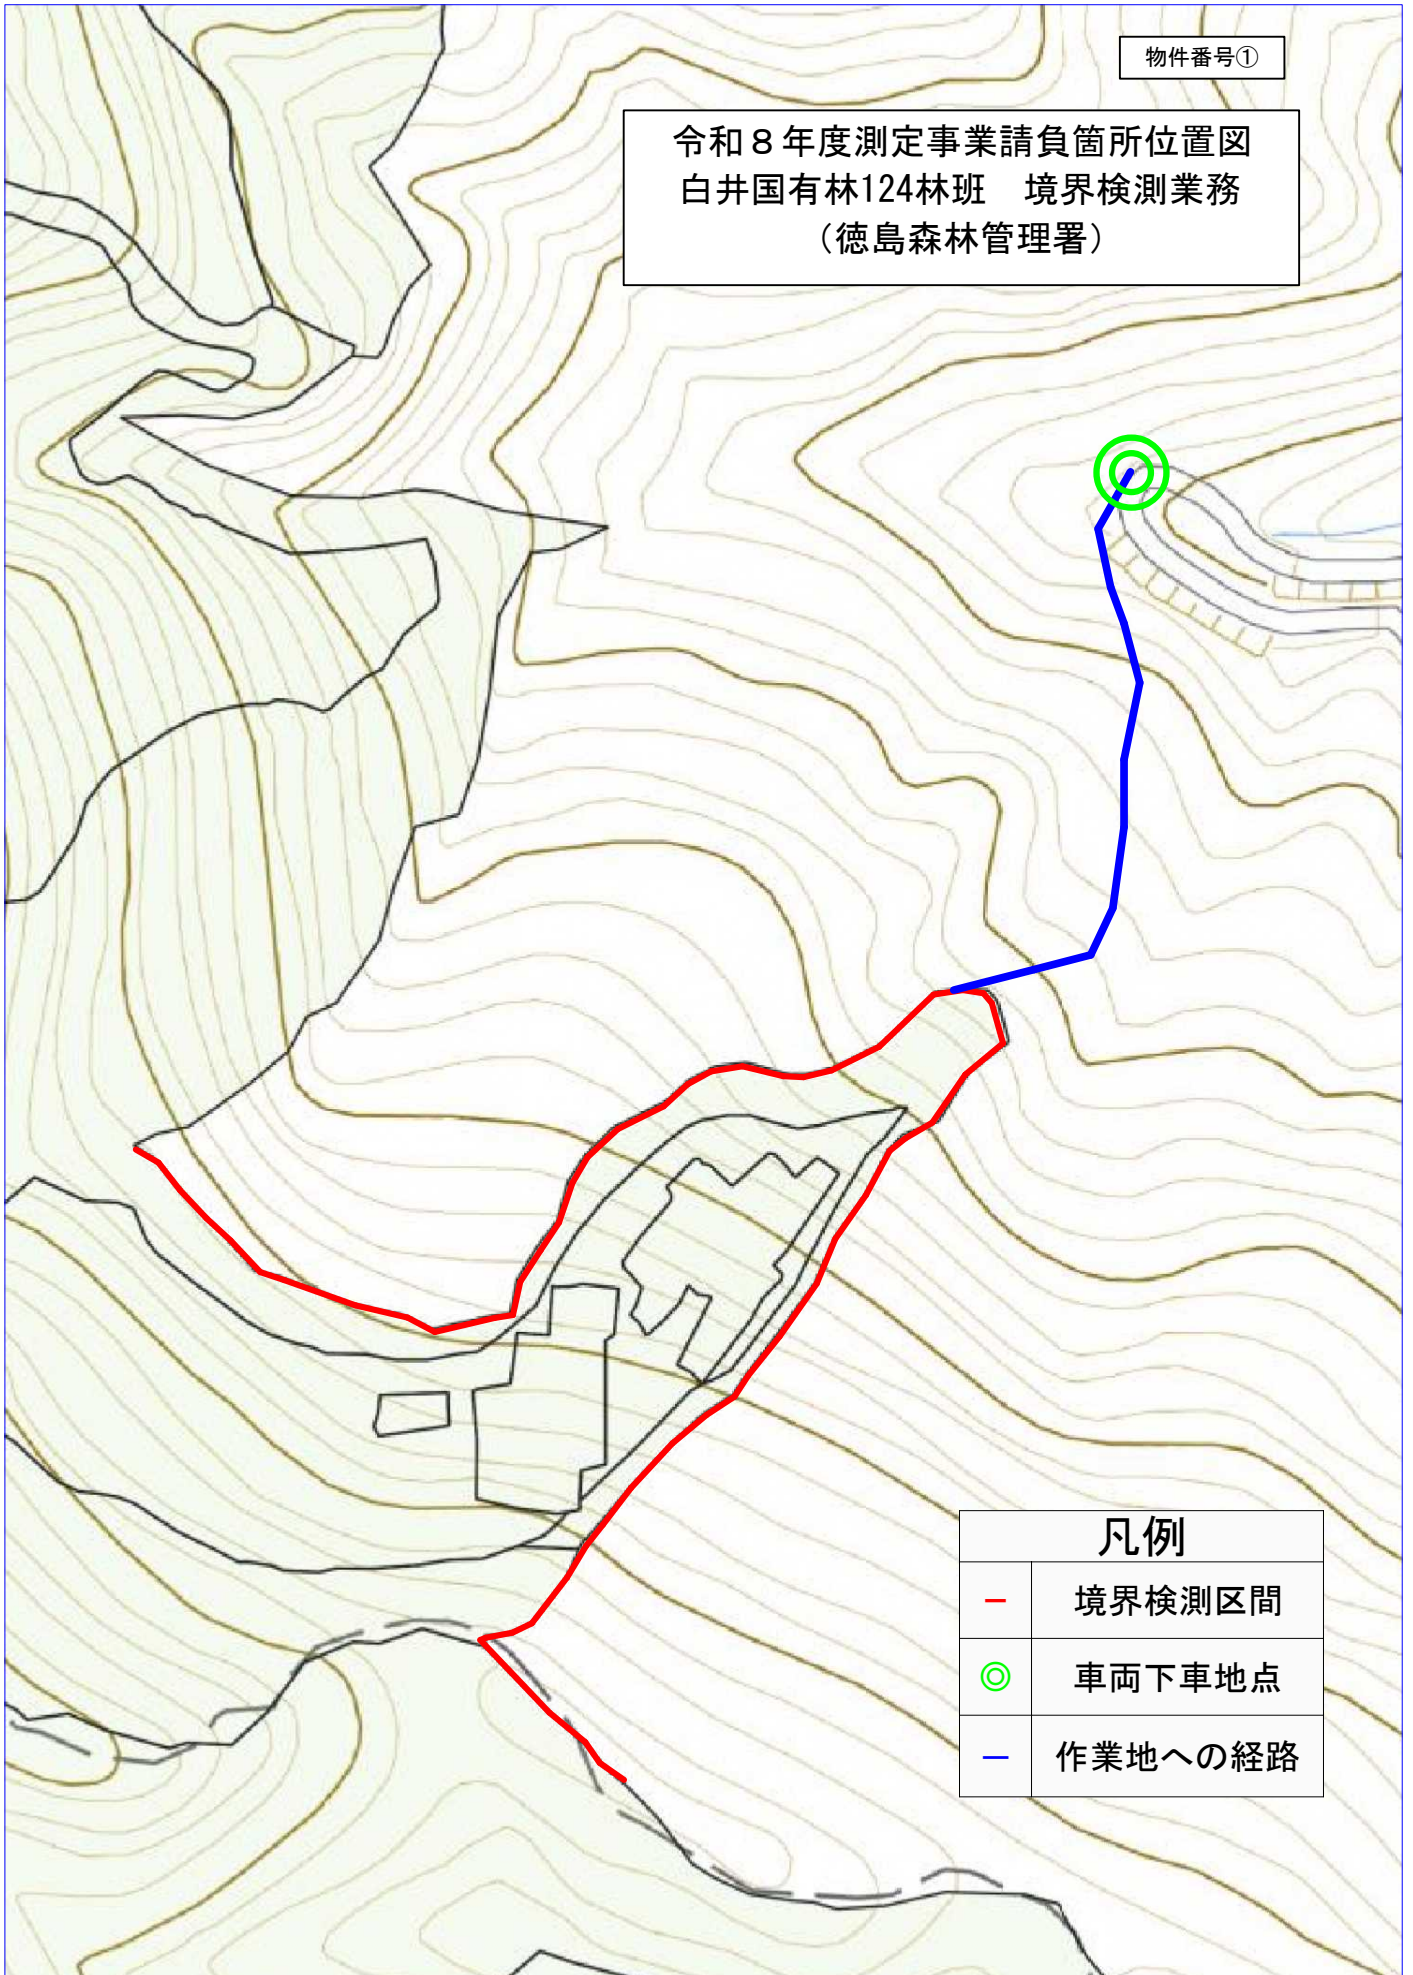 物件番号①
令和８年度測定事業請負箇所位置図
白井国有林124林班　境界検測業務
（徳島森林管理署）
凡例
境界検測区間
車両下車地点
作業地への経路